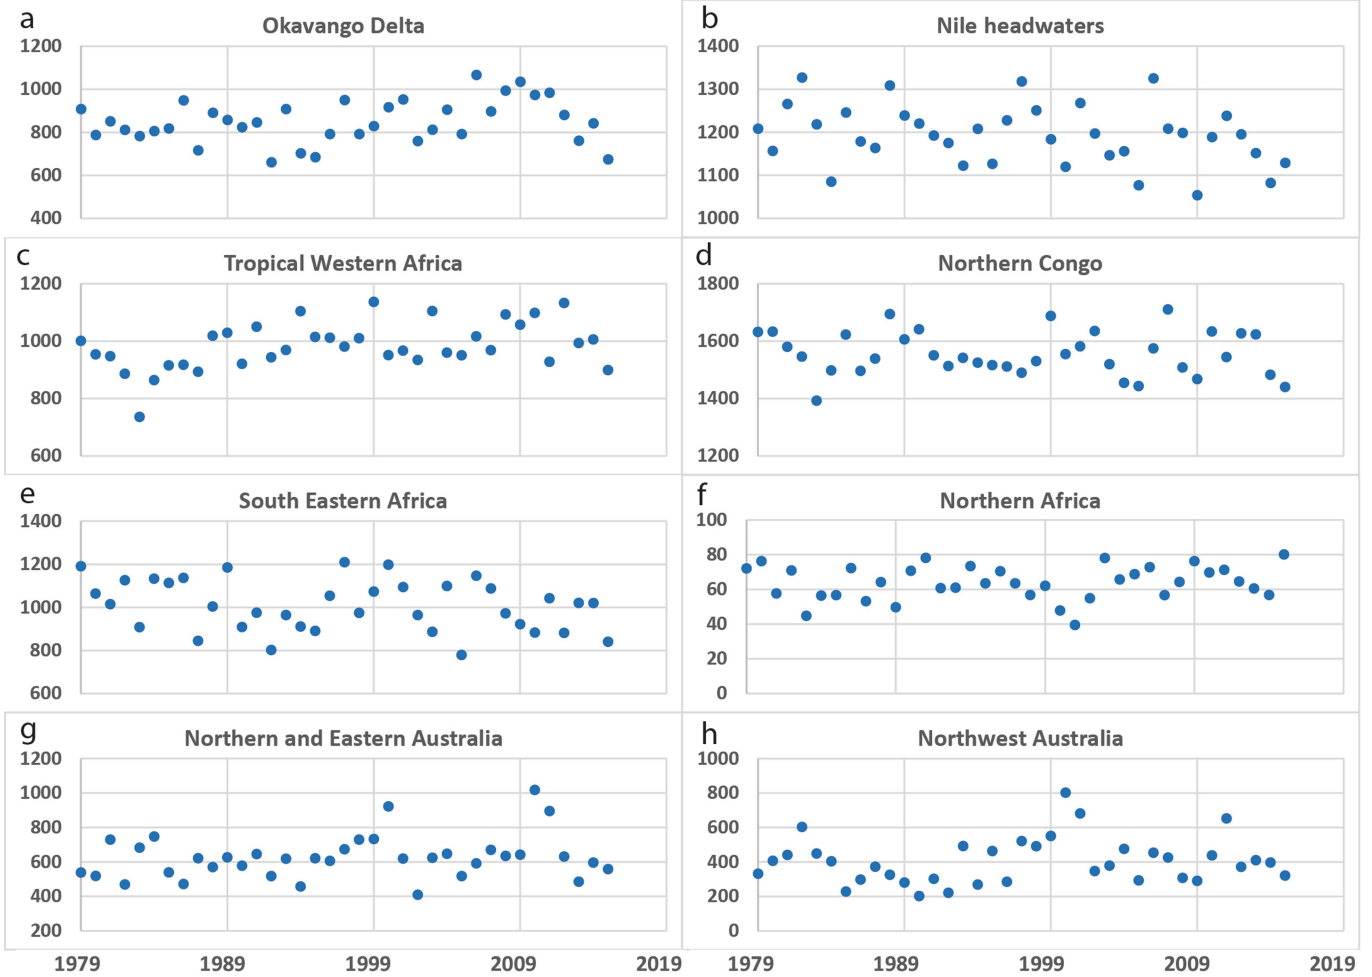 a
Okavango Delta
1200
1000
800
600
400
b
Nile headwaters
1400
1300
1200
1100
1000
c
Tropical Western Africa
1200
1000
800
600
d
Northern Congo
1800
1600
1400
1200
e
South Eastern Africa
1400
1200
1000
800
600
f
Northern Africa
100
80
60
40
20
0
g
Northern and Eastern Australia
1200
1000
800
600
400
200
1979 1989 1999 2009 2019
h
Northwest Australia
1000
800
600
400
200
0
1979 1989 1999 2009 2019